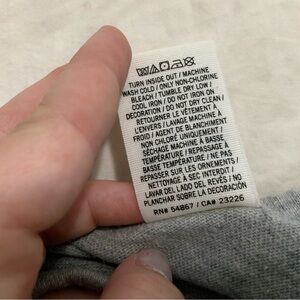 TURN INSIDE OUT / MACHINE
WASH COLD / ONLY NON-CHLORINE
BLEACH / TUMBLE DRY LOW /
COOL IRON / DO NOT IRON ON
DECORATION / DO NOT DRY CLEAN /
RETOURNER LE VÊTEMENT À
L'ENVERS / LAVAGE MACHINE À
FROID / AGENT DE BLANCHIMENT
NON CHLORÉ UNIQUEMENT /
SÉCHAGE MACHINE À BASSE
TEMPÉRATURE / REPASSAGE À
BASSE TEMPÉRATURE / NE PAS
REPASSER SUR LES ORNEMENTS /
NETTOYAGE À SEC INTERDIT /
LAVAR DEL LADO DEL REVÉS / NO
PLANCHAR SOBRE LA DECORACIÓN
RN# 54867 / CA# 23226